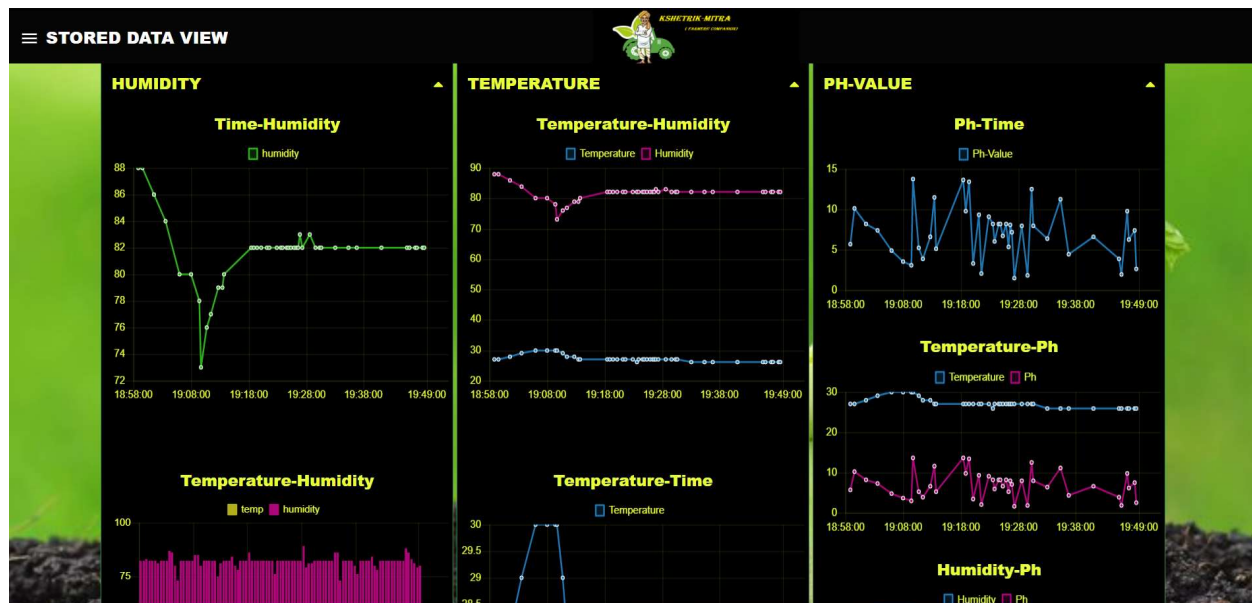 STORED DATA VIEW
KSHETRIK-MITRA
( FARMERS' COMPANION)
HUMIDITY
Time-Humidity
humidity
88
86
84
82
80
78
76
74
72
18:58:00 19:08:00 19:18:00 19:28:00 19:38:00 19:49:00
Temperature-Humidity
temp humidity
100
75
TEMPERATURE
Temperature-Humidity
Temperature Humidity
90
80
70
60
50
40
30
20
18:58:00 19:08:00 19:18:00 19:28:00 19:38:00 19:49:00
Temperature-Time
Temperature
30
29.5
29
28.5
PH-VALUE
Ph-Time
Ph-Value
15
10
5
0
18:58:00 19:08:00 19:18:00 19:28:00 19:38:00 19:49:00
Temperature-Ph
Temperature Ph
30
20
10
0
18:58:00 19:08:00 19:18:00 19:28:00 19:38:00 19:49:00
Humidity-Ph
Humidity Ph